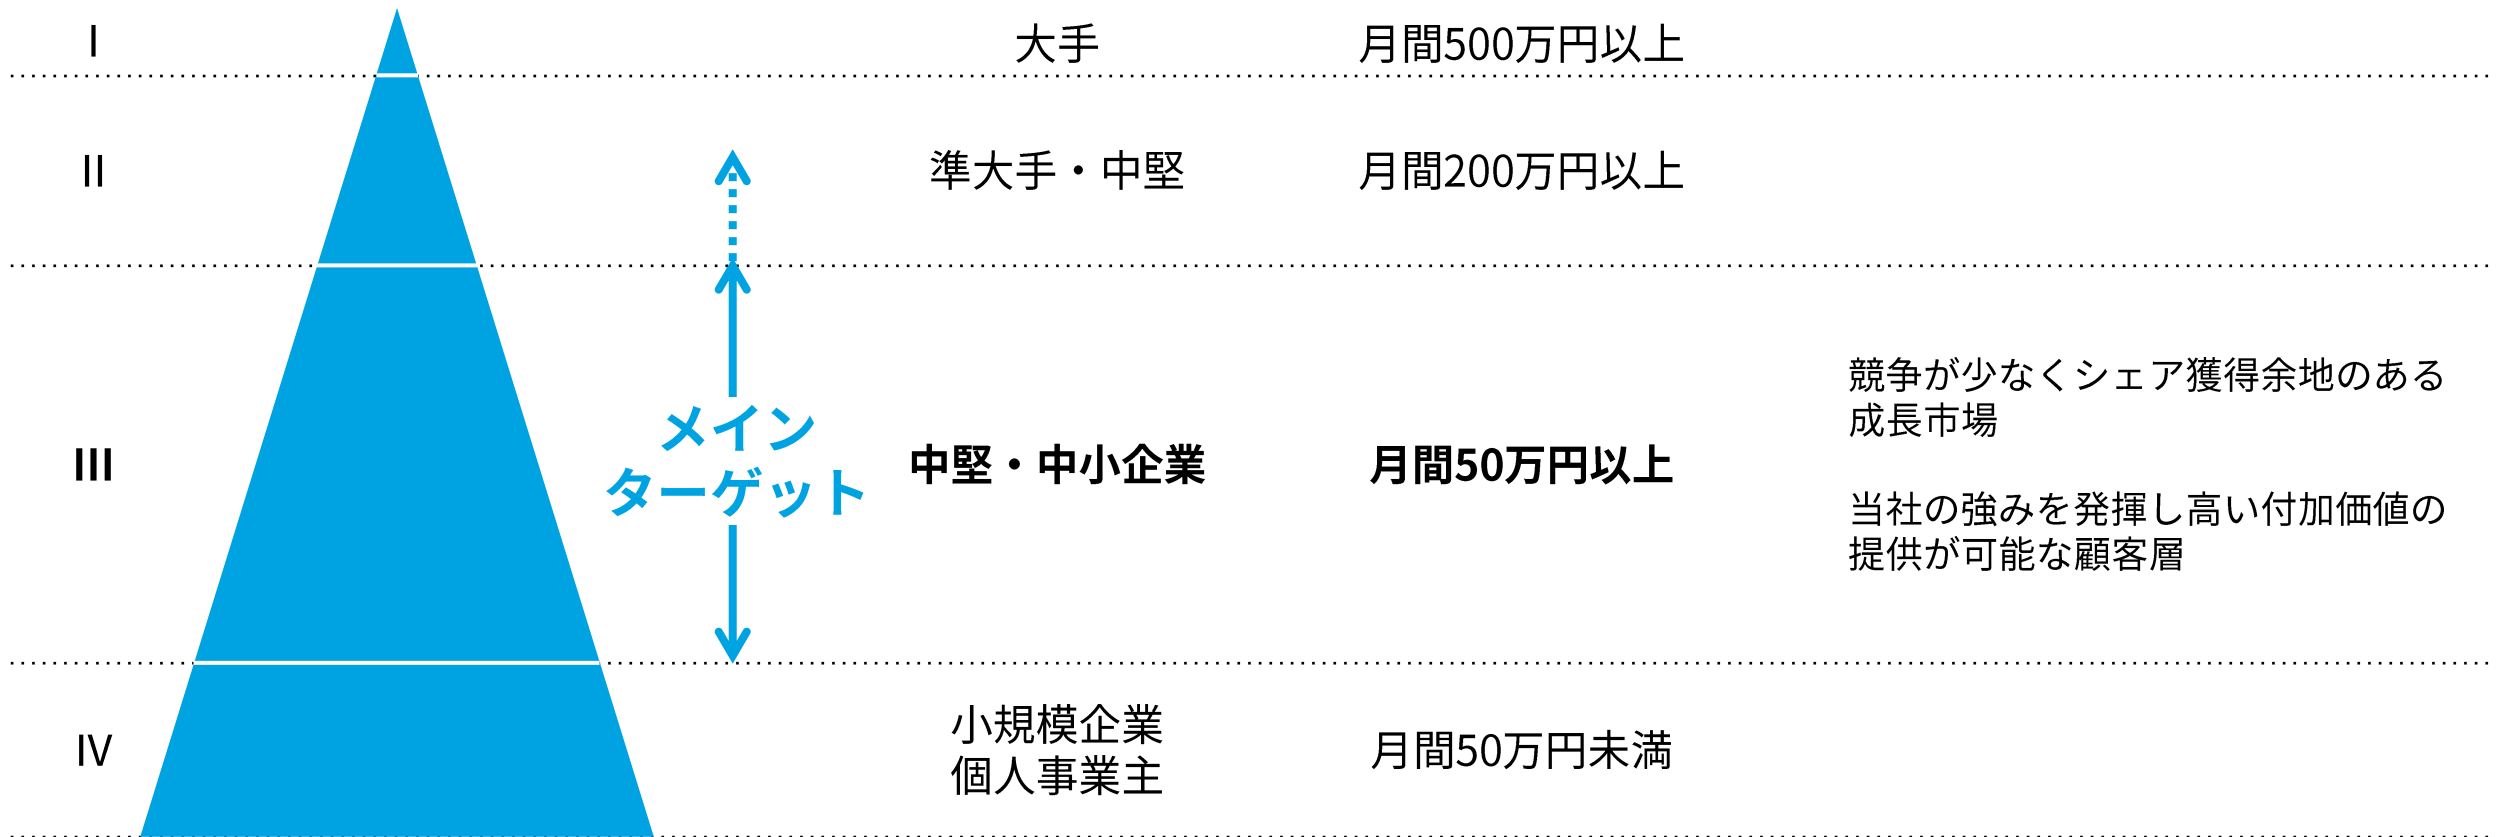 I
大手
月間500万円以上
II
準大手・中堅
月間200万円以上
III
メイン
ターゲット
中堅・中小企業
月間50万円以上
競争が少なくシェア獲得余地のある
成長市場
当社の強みを発揮し高い付加価値の
提供が可能な顧客層
IV
小規模企業
個人事業主
月間50万円未満